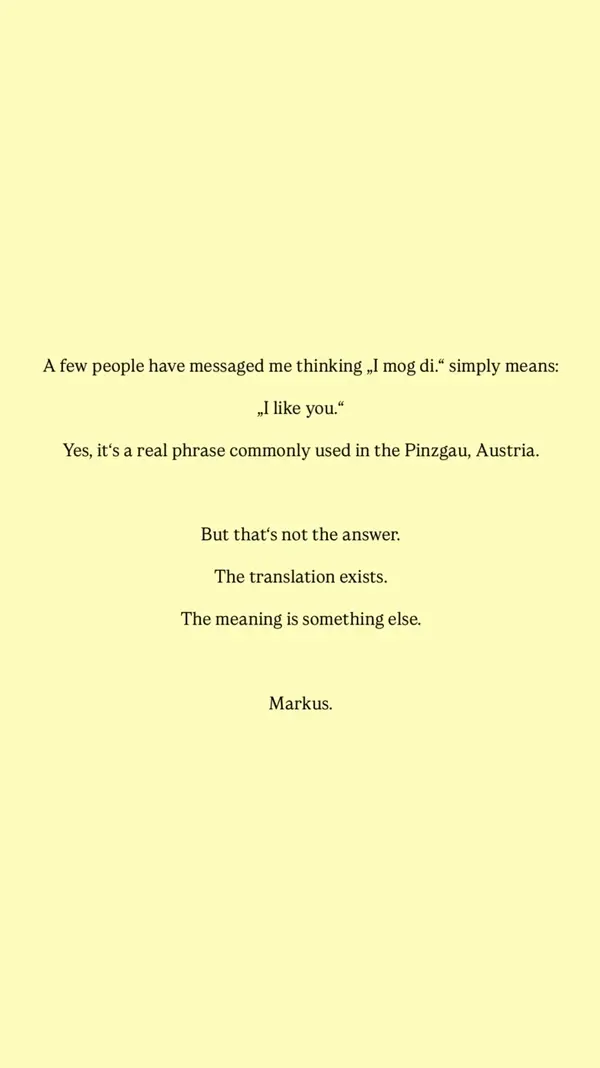 A few people have messaged me thinking „I mog di.“ simply means:
„I like you.“
Yes, it‘s a real phrase commonly used in the Pinzgau, Austria.
But that‘s not the answer.
The translation exists.
The meaning is something else.
Markus.